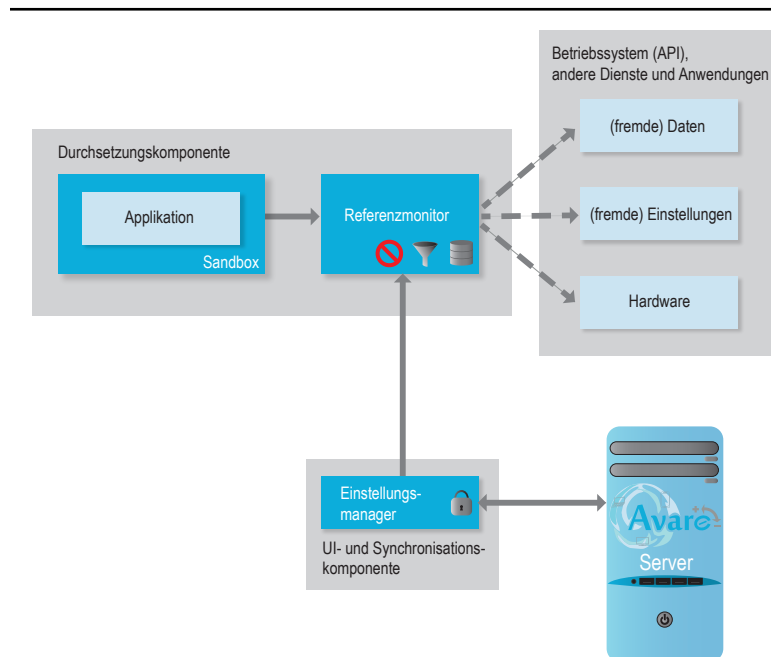 Betriebssystem (API),
andere Dienste und Anwendungen
(fremde) Daten
(fremde) Einstellungen
Hardware
Durchsetzungskomponente
Applikation
Sandbox
Referenzmonitor
Einstellungs-
manager
UI- und Synchronisations-
komponente
Avare
Server